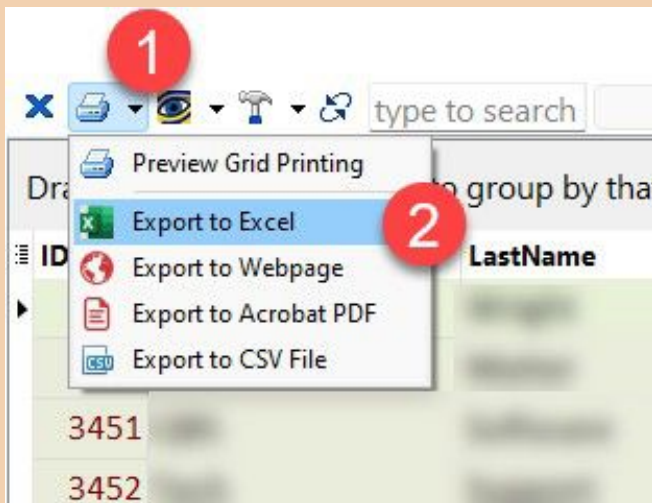 1
type to search
Preview Grid Printing
Dra to group by tha
Export to Excel
2
ID LastName
Export to Webpage
Export to Acrobat PDF
Export to CSV File
3451
3452